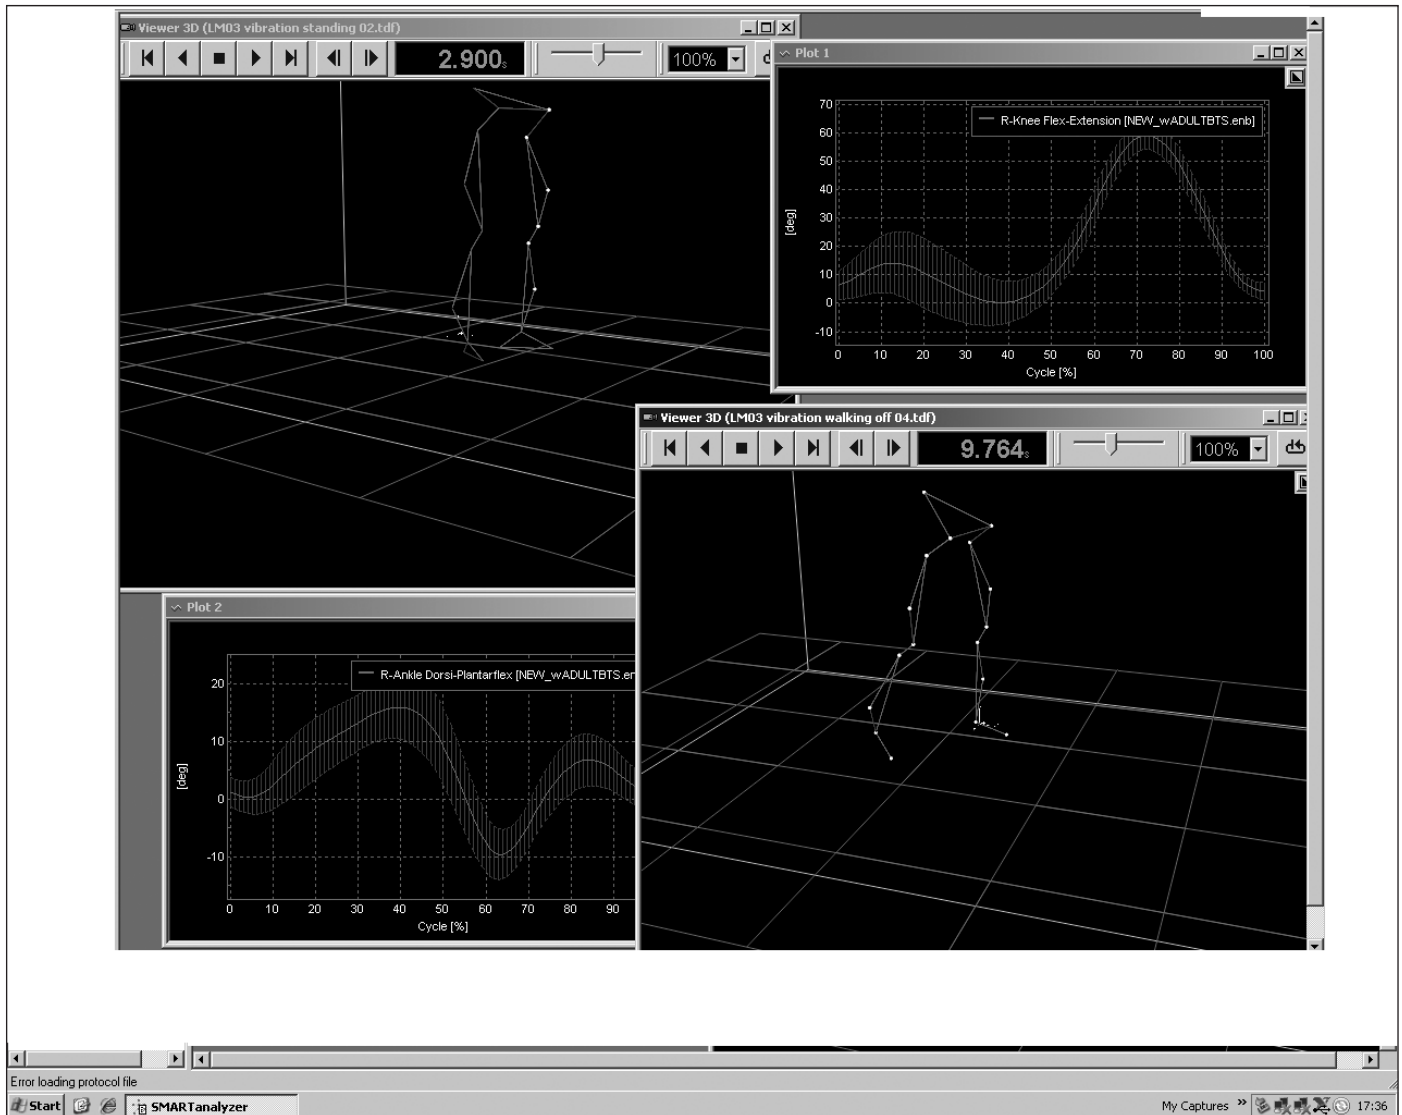 Viewer 3D (LM03 vibration standing 02.tdf)
2.900s
100%
Plot 1
R-Knee Flex-Extension [NEW_wADULTBTS.enb]
70
60
50
40
30
20
10
0
-10
[deg]
0 10 20 30 40 50 60 70 80 90 100
Cycle [%]
Viewer 3D (LM03 vibration walking off 04.tdf)
9.764s
100%
Plot 2
R-Ankle Dorsi-Plantarflex [NEW_wADULTBTS.en
20
10
0
-10
[deg]
0 10 20 30 40 50 60 70 80 90
Cycle [%]
Error loading protocol file
Start
SMARTanalyzer
My Captures »
17:36